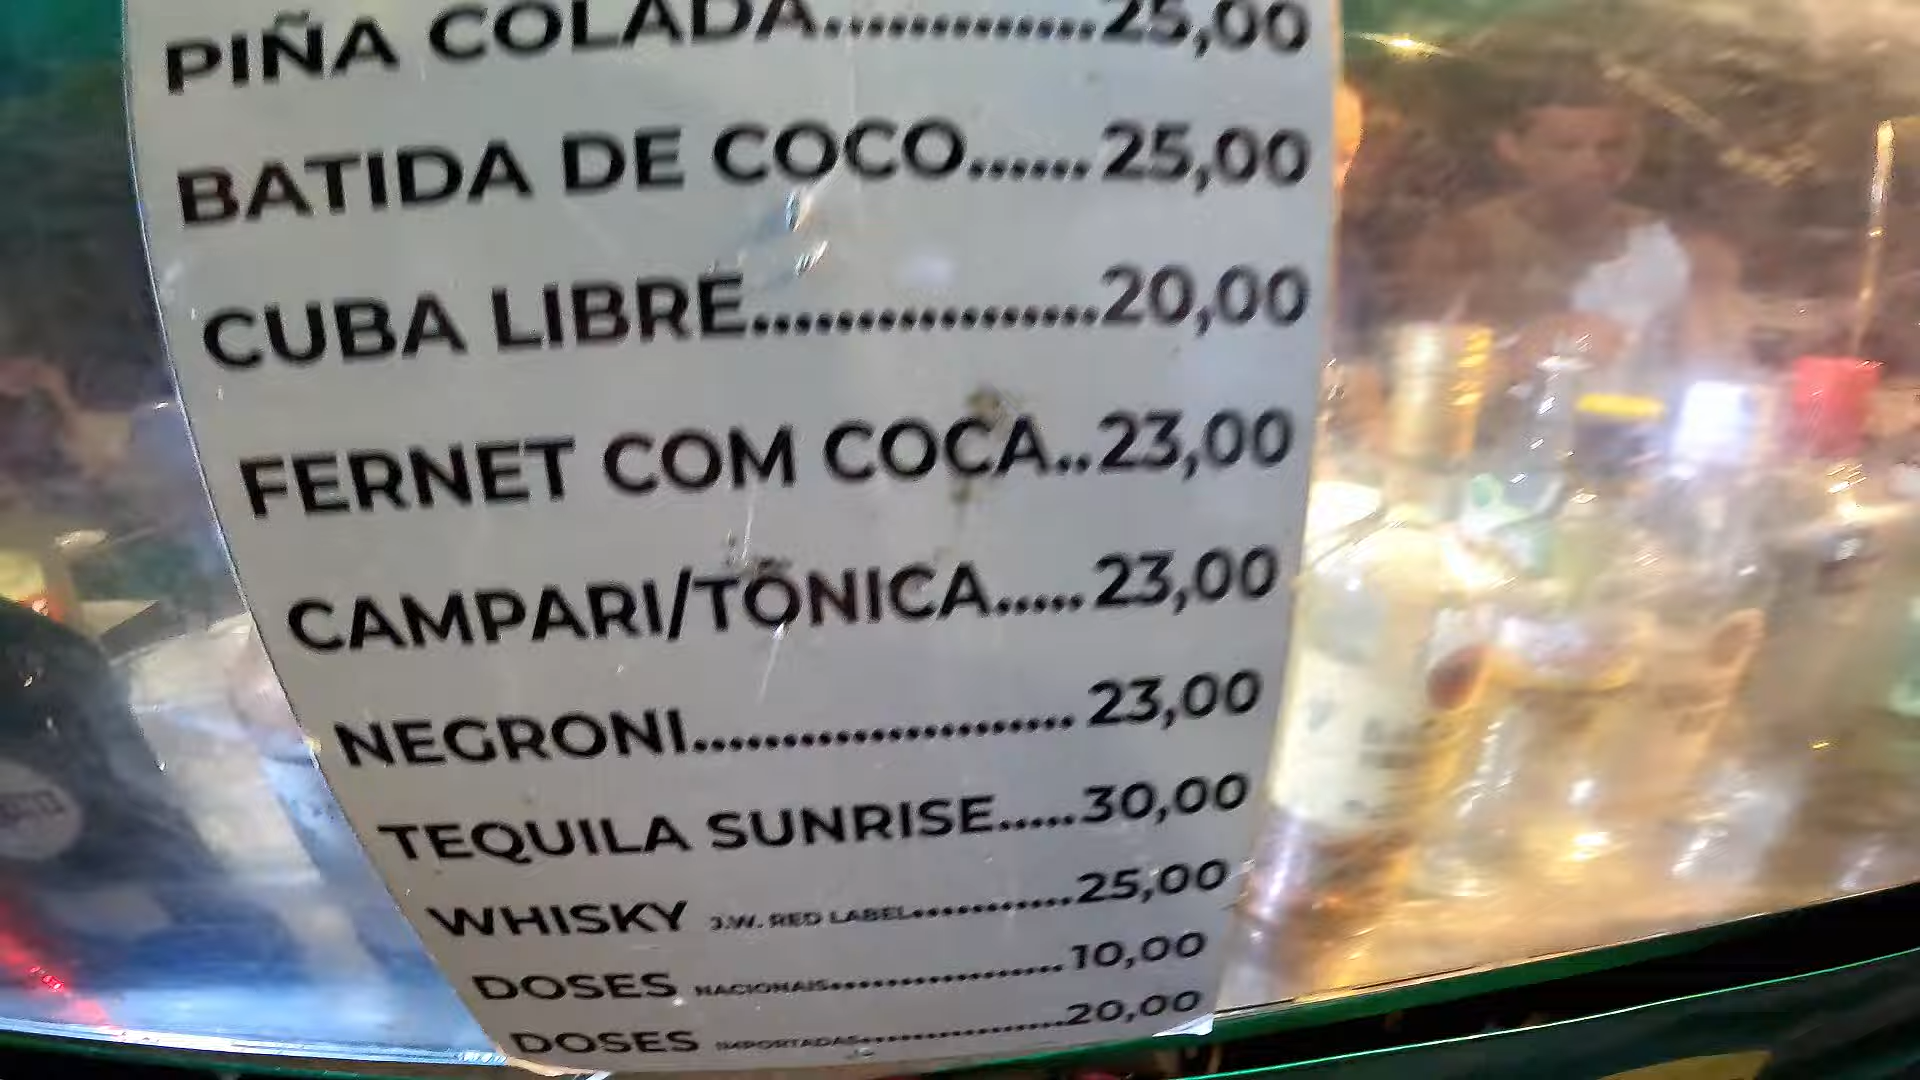 PIÑA COLADA.............25,00
BATIDA DE COCO......25,00
CUBA LIBRE.................20,00
FERNET COM COCA..23,00
CAMPARI/TÔNICA.....23,00
NEGRONI......................23,00
TEQUILA SUNRISE.....30,00
WHISKY J.W. RED LABEL............25,00
DOSES NACIONAIS....................10,00
DOSES IMPORTADAS..................20,00